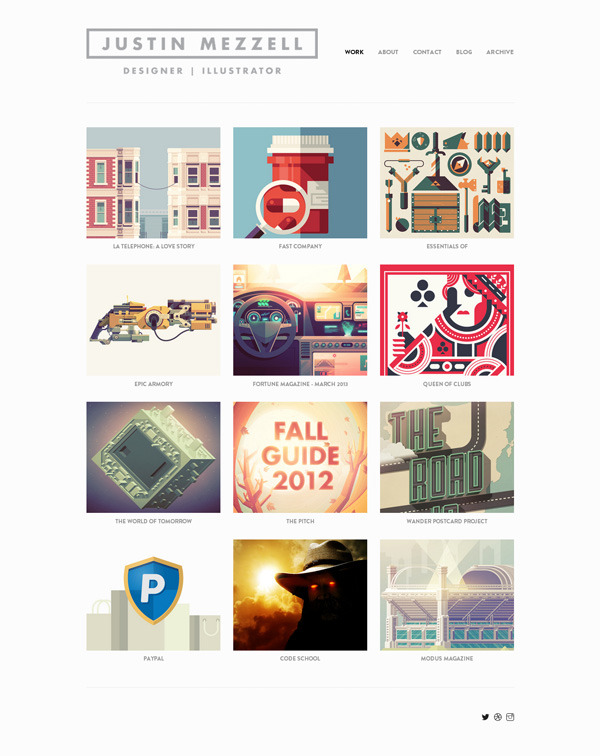 JUSTIN MEZZELL
DESIGNER | ILLUSTRATOR
WORK ABOUT CONTACT BLOG ARCHIVE
LA TELEPHONE: A LOVE STORY
FAST COMPANY
ESSENTIALS OF
EPIC ARMORY
FORTUNE MAGAZINE - MARCH 2013
QUEEN OF CLUBS
FALL
GUIDE
2012
THE
ROAD
THE WORLD OF TOMORROW
THE PITCH
WANDER POSTCARD PROJECT
P
PAYPAL
CODE SCHOOL
MODUS MAGAZINE